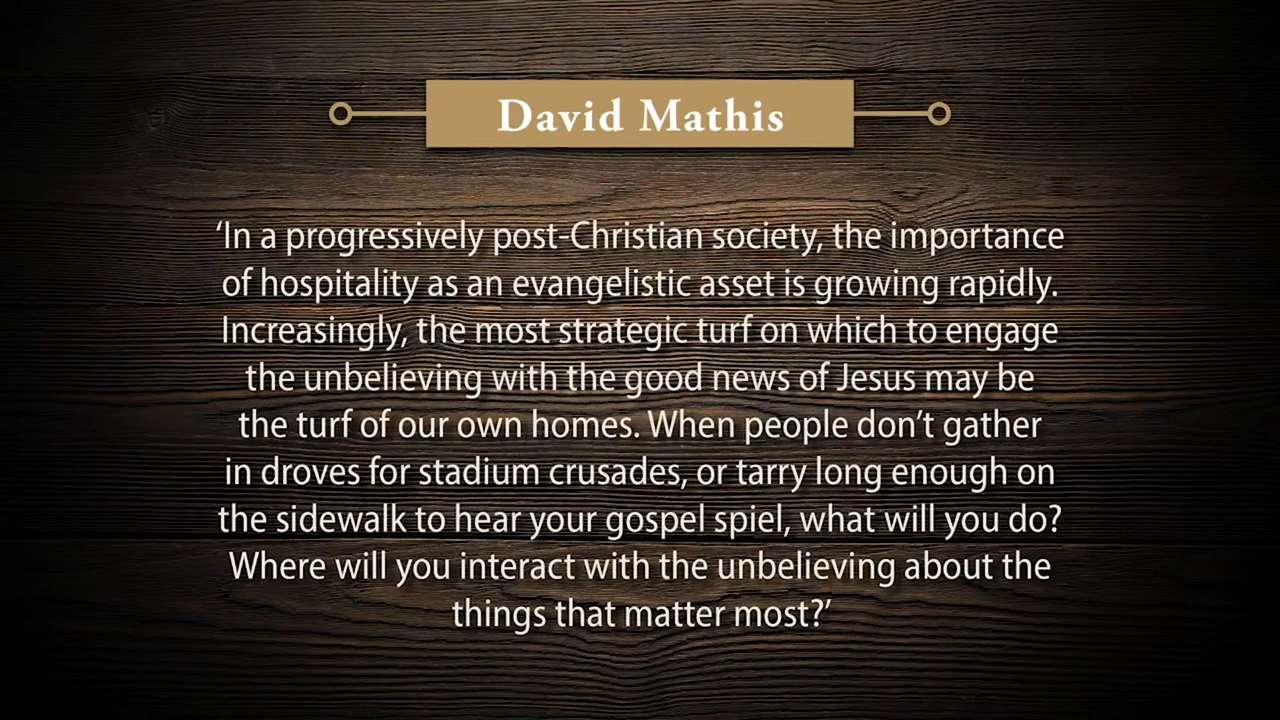 David Mathis
‘In a progressively post-Christian society, the importance
of hospitality as an evangelistic asset is growing rapidly.
Increasingly, the most strategic turf on which to engage
the unbelieving with the good news of Jesus may be
the turf of our own homes. When people don’t gather
in droves for stadium crusades, or tarry long enough on
the sidewalk to hear your gospel spiel, what will you do?
Where will you interact with the unbelieving about the
things that matter most?’